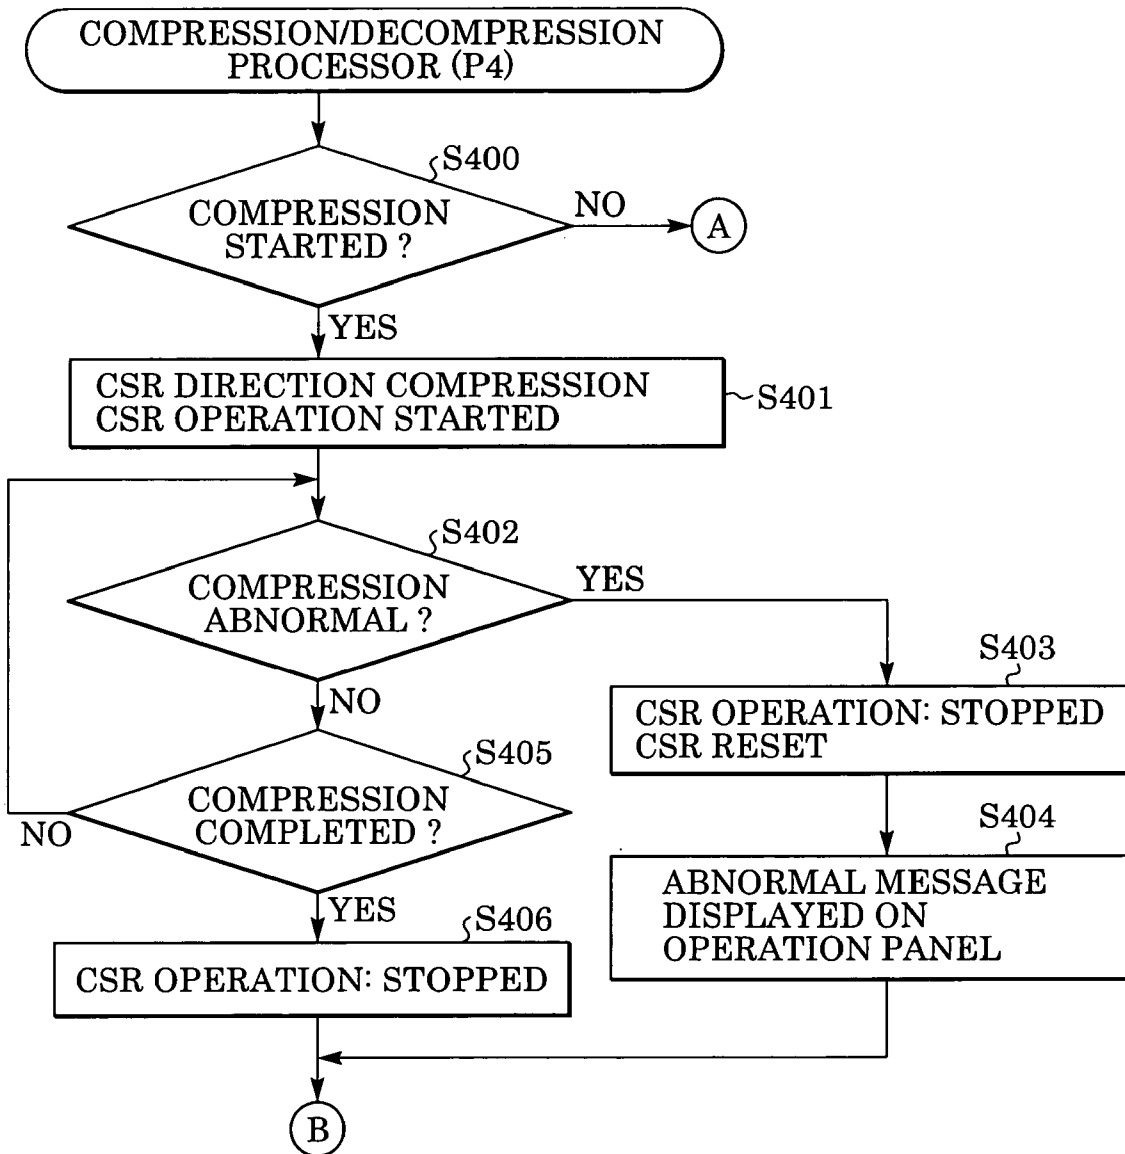 COMPRESSION/DECOMPRESSION
PROCESSOR (P4)
S400
COMPRESSION
STARTED ?
NO
A
YES
CSR DIRECTION COMPRESSION
CSR OPERATION STARTED
S401
S402
COMPRESSION
ABNORMAL ?
YES
NO
S403
CSR OPERATION: STOPPED
CSR RESET
S405
COMPRESSION
COMPLETED ?
NO
S404
ABNORMAL MESSAGE
DISPLAYED ON
OPERATION PANEL
YES
S406
CSR OPERATION: STOPPED
B